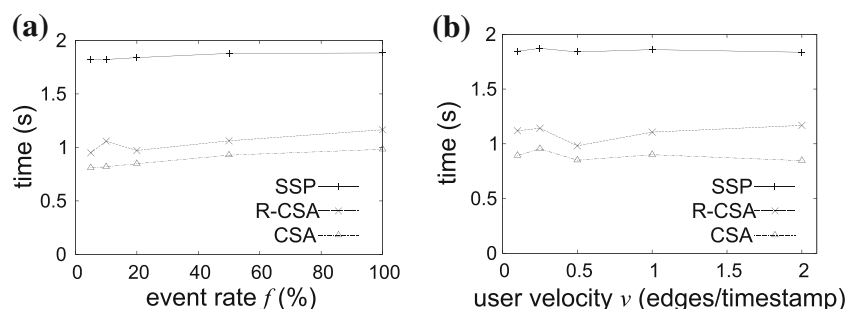 (a)
2
1.5
1
0.5
0
time (s)
SSP
R-CSA
CSA
0 20 40 60 80 100
event rate f (%)
(b)
2
1.5
1
0.5
0
time (s)
SSP
R-CSA
CSA
0 0.5 1 1.5 2
user velocity v (edges/timestamp)